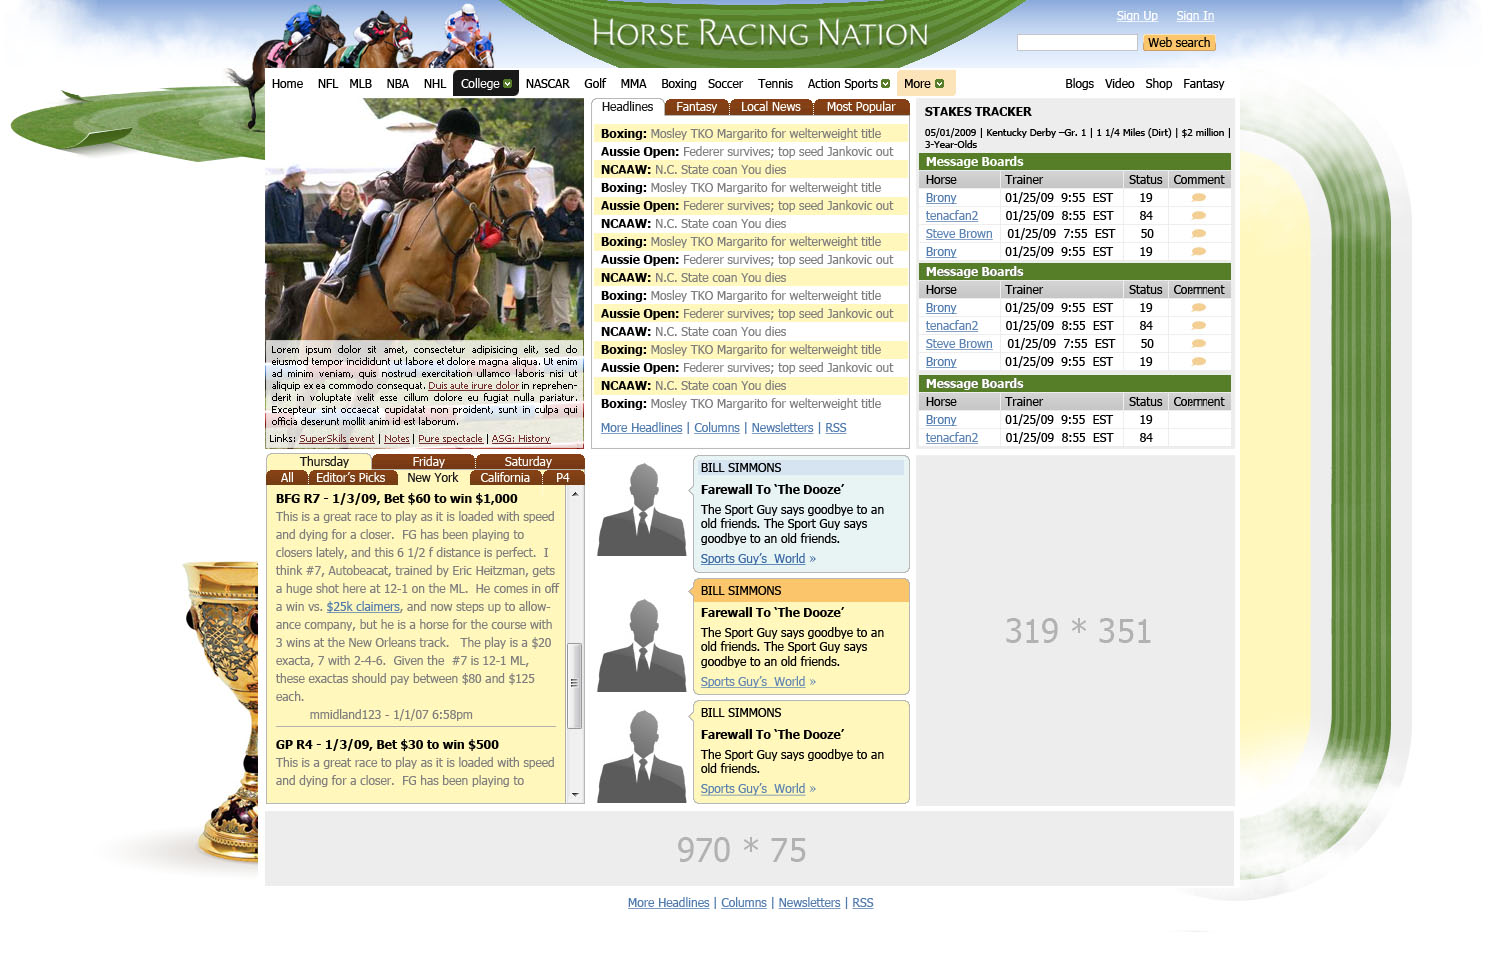 HORSE RACING NATION
Sign Up Sign In
Web search
Home NFL MLB NBA NHL College NASCAR Golf MMA Boxing Soccer Tennis Action Sports More Blogs Video Shop Fantasy
Lorem ipsum dolor sit amet, consectetur adipisicing elit, sed do
eiusmod tempor incididunt ut labore et dolore magna aliqua. Ut enim
ad minim veniam, quis nostrud exercitation ullamco laboris nisi ut
aliquip ex ea commodo consequat. Duis aute irure dolor in reprehen-
derit in voluptate velit esse cillum dolore eu fugiat nulla pariatur.
Excepteur sint occaecat cupidatat non proident, sunt in culpa qui
officia deserunt mollit anim id est laborum.
Links: SuperSkils event | Notes | Pure spectacle | ASG: History
Headlines Fantasy Local News Most Popular
Boxing: Mosley TKO Margarito for welterweight title
Aussie Open: Federer survives; top seed Jankovic out
NCAAW: N.C. State coan You dies
Boxing: Mosley TKO Margarito for welterweight title
Aussie Open: Federer survives; top seed Jankovic out
NCAAW: N.C. State coan You dies
Boxing: Mosley TKO Margarito for welterweight title
Aussie Open: Federer survives; top seed Jankovic out
NCAAW: N.C. State coan You dies
Boxing: Mosley TKO Margarito for welterweight title
Aussie Open: Federer survives; top seed Jankovic out
NCAAW: N.C. State coan You dies
Boxing: Mosley TKO Margarito for welterweight title
Aussie Open: Federer survives; top seed Jankovic out
NCAAW: N.C. State coan You dies
Boxing: Mosley TKO Margarito for welterweight title
More Headlines | Columns | Newsletters | RSS
STAKES TRACKER
05/01/2009 | Kentucky Derby –Gr. 1 | 1 1/4 Miles (Dirt) | $2 million |
3-Year-Olds
Message Boards
Horse Trainer Status Comment
Brony 01/25/09 9:55 EST 19
tenacfan2 01/25/09 8:55 EST 84
Steve Brown 01/25/09 7:55 EST 50
Brony 01/25/09 9:55 EST 19
Message Boards
Horse Trainer Status Comment
Brony 01/25/09 9:55 EST 19
tenacfan2 01/25/09 8:55 EST 84
Steve Brown 01/25/09 7:55 EST 50
Brony 01/25/09 9:55 EST 19
Message Boards
Horse Trainer Status Comment
Brony 01/25/09 9:55 EST 19
tenacfan2 01/25/09 8:55 EST 84
Thursday Friday Saturday
All Editor's Picks New York California P4
BFG R7 - 1/3/09, Bet $60 to win $1,000
This is a great race to play as it is loaded with speed
and dying for a closer. FG has been playing to
closers lately, and this 6 1/2 f distance is perfect. I
think #7, Autobeacat, trained by Eric Heitzman, gets
a huge shot here at 12-1 on the ML. He comes in off
a win vs. $25k claimers, and now steps up to allow-
ance company, but he is a horse for the course with
3 wins at the New Orleans track. The play is a $20
exacta, 7 with 2-4-6. Given the #7 is 12-1 ML,
these exactas should pay between $80 and $125
each.
mmidland123 - 1/1/07 6:58pm
GP R4 - 1/3/09, Bet $30 to win $500
This is a great race to play as it is loaded with speed
and dying for a closer. FG has been playing to
BILL SIMMONS
Farewall To ‘The Dooze’
The Sport Guy says goodbye to an
old friends. The Sport Guy says
goodbye to an old friends.
Sports Guy’s World »
BILL SIMMONS
Farewall To ‘The Dooze’
The Sport Guy says goodbye to an
old friends. The Sport Guy says
goodbye to an old friends.
Sports Guy’s World »
BILL SIMMONS
Farewall To ‘The Dooze’
The Sport Guy says goodbye to an
old friends.
Sports Guy’s World »
319 * 351
970 * 75
More Headlines | Columns | Newsletters | RSS